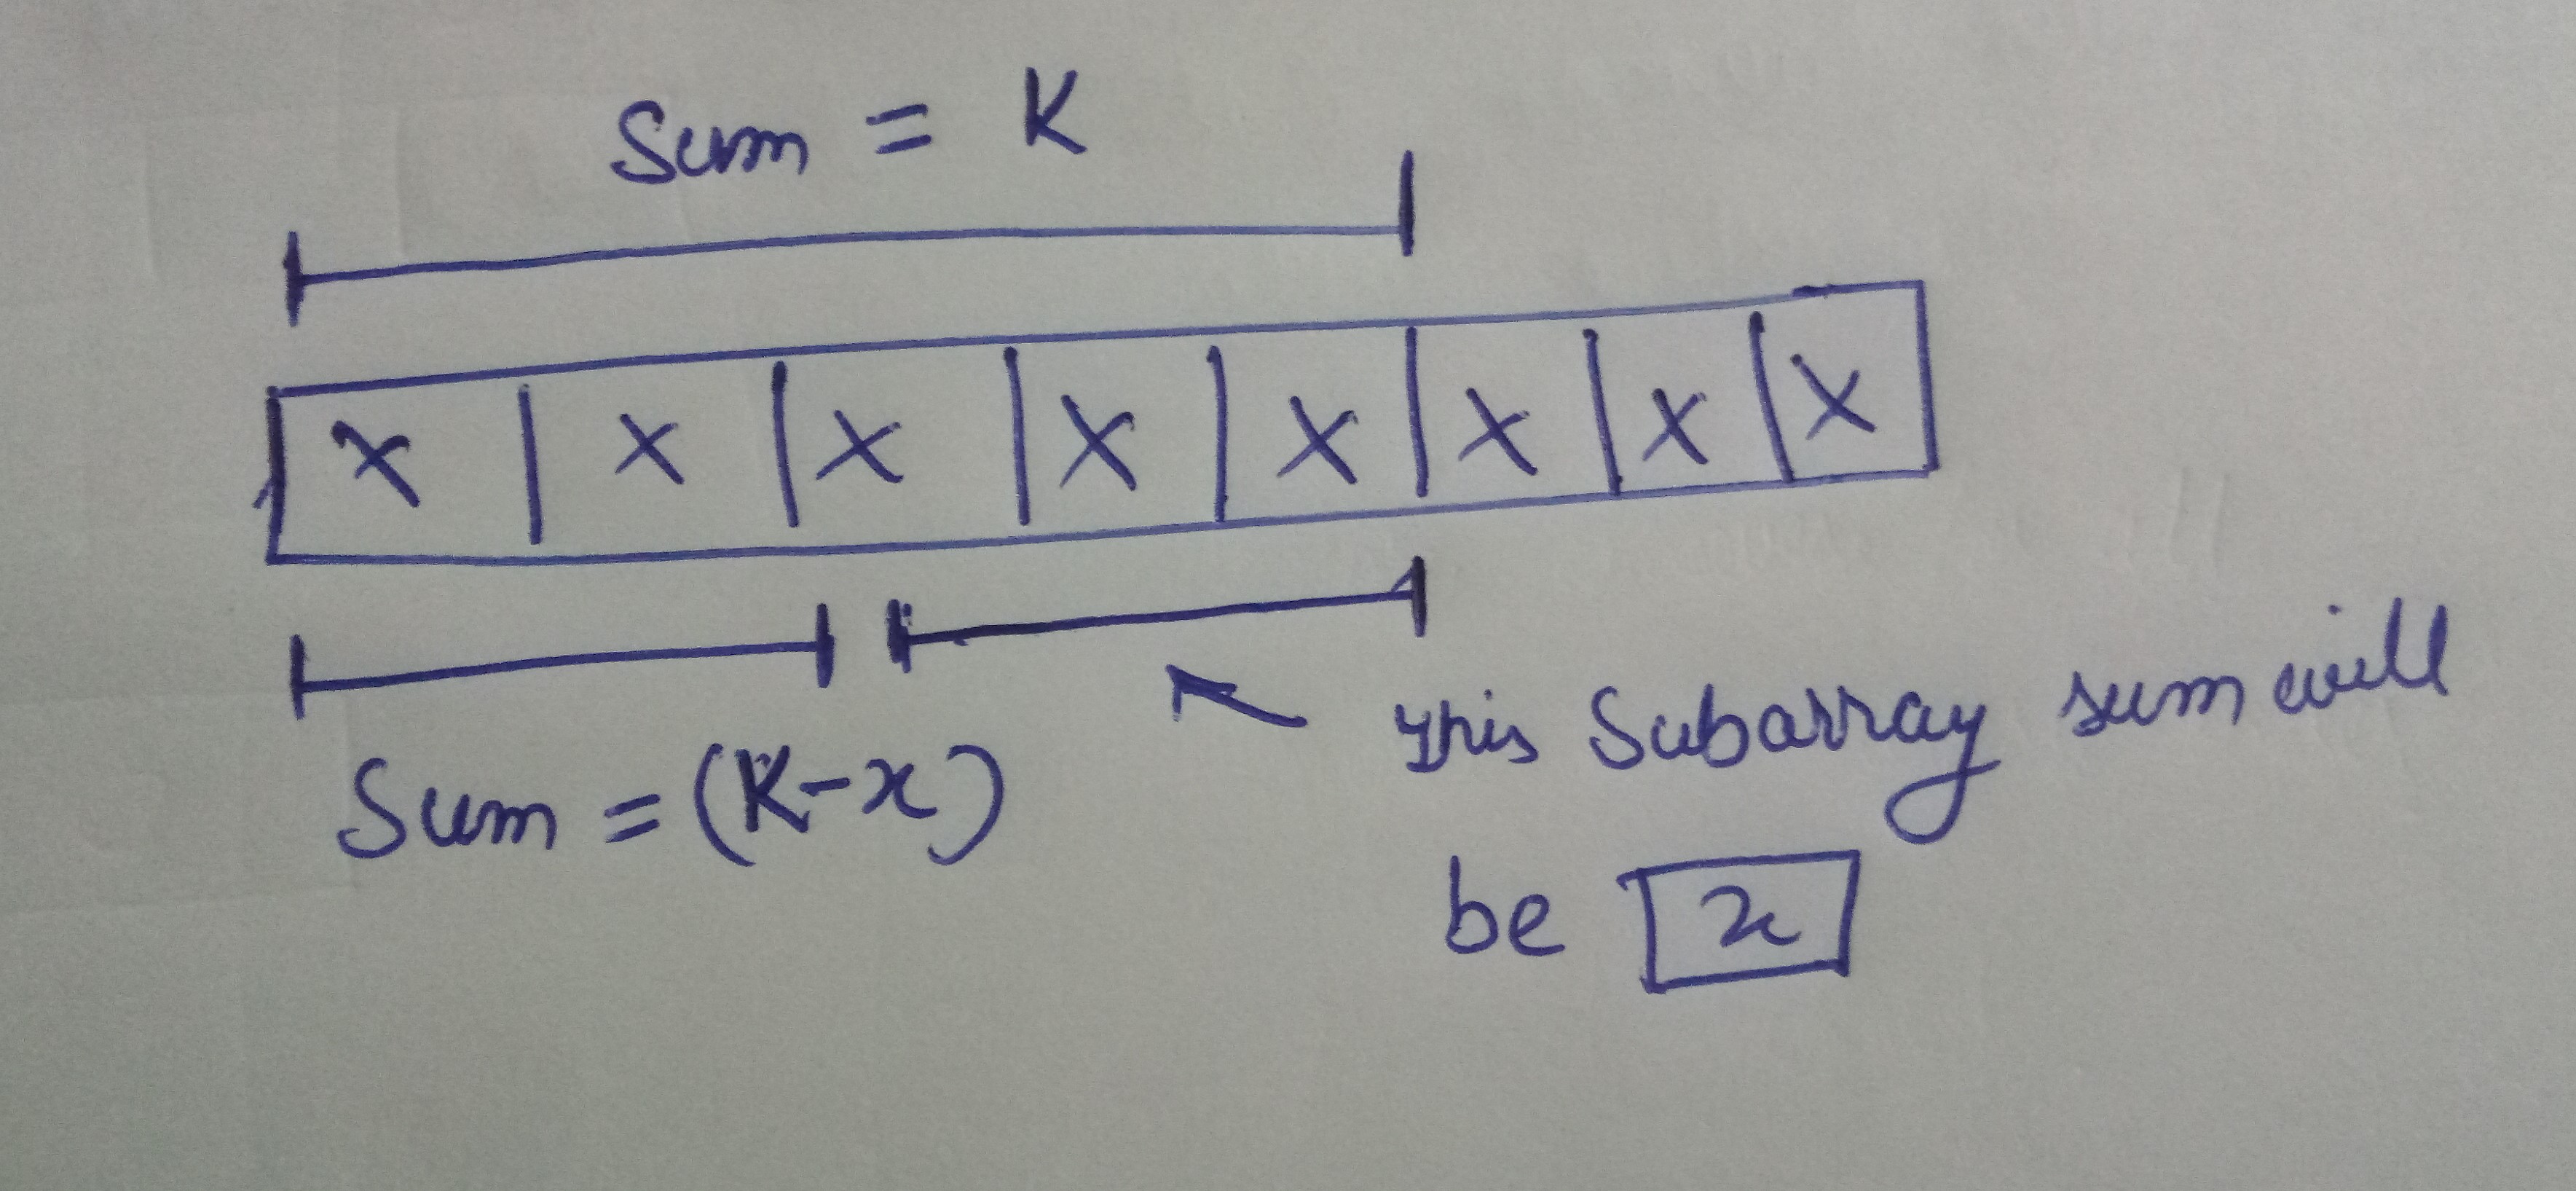 Sum = K
X | X | X | X | X | X | X | X
Sum = (K-x)
this Subarray sum will
be x